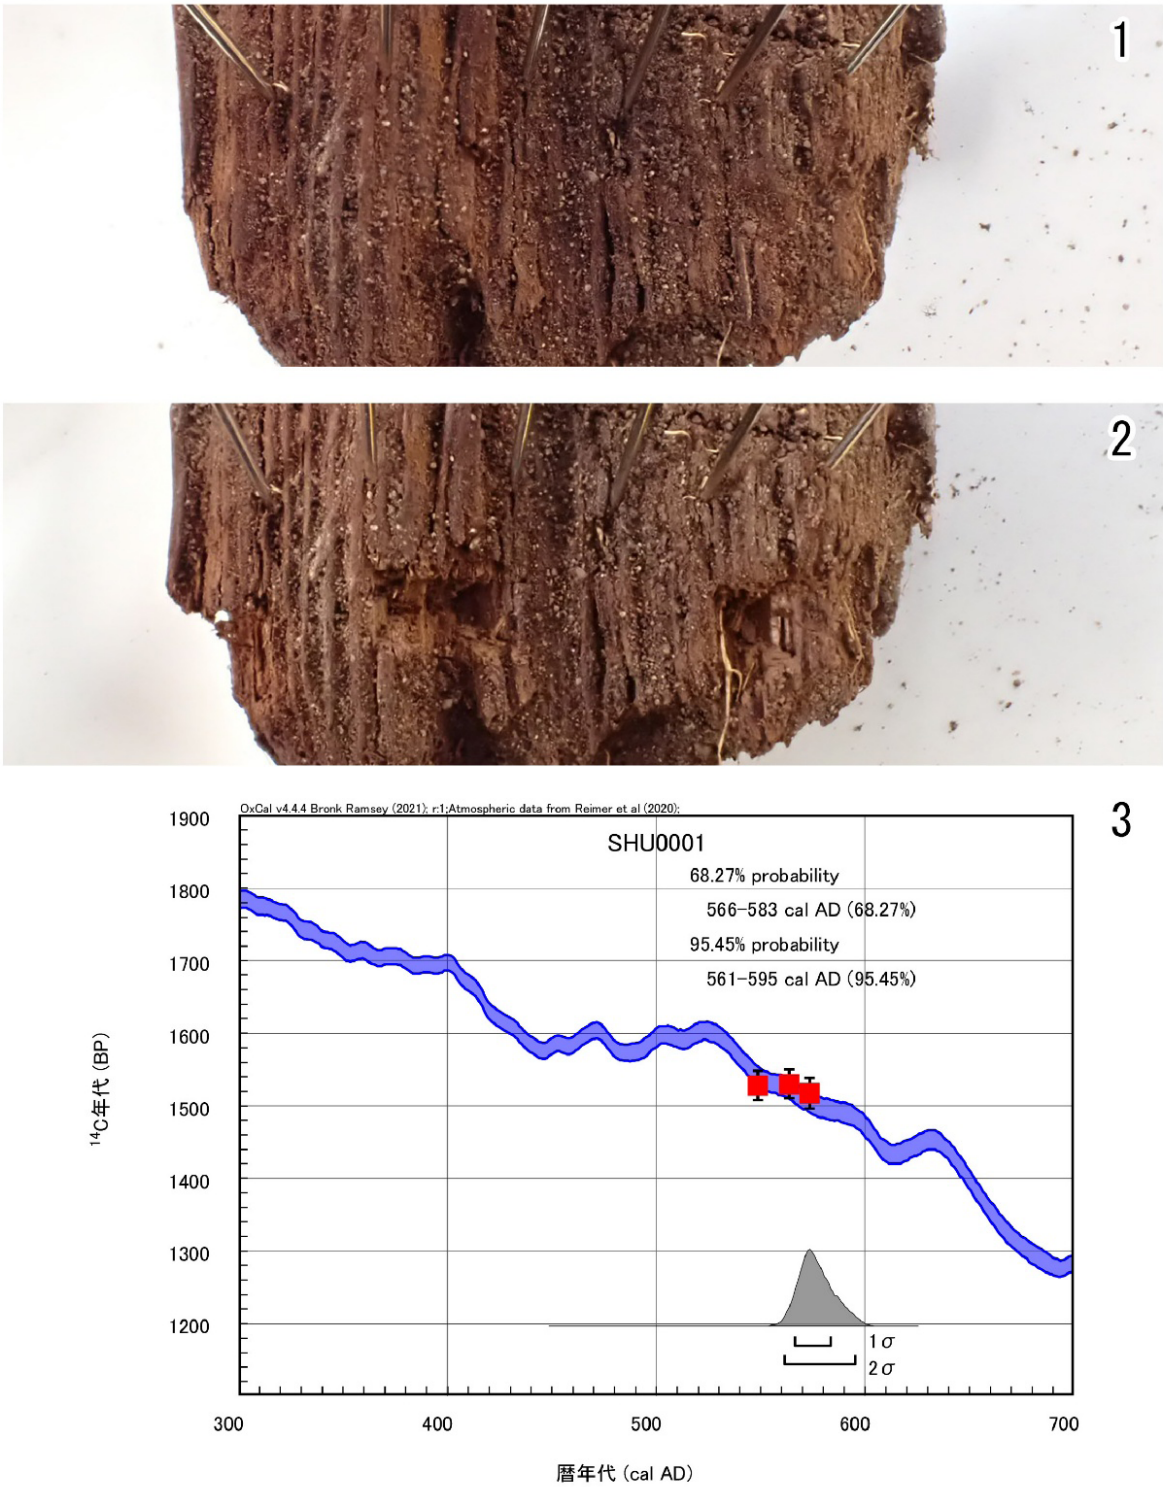 1
2
3
OxCal v4.4.4 Bronk Ramsey (2021); r:1;Atmospheric data from Reimer et al (2020);
SHU0001
68.27% probability
566-583 cal AD (68.27%)
95.45% probability
561-595 cal AD (95.45%)
1900
1800
1700
1600
1500
1400
1300
1200
¹⁴C年代 (BP)
1σ
2σ
300 400 500 600 700
暦年代 (cal AD)